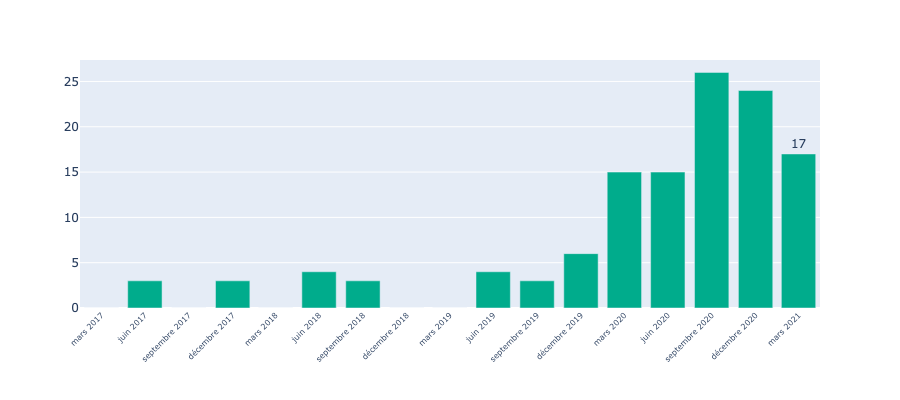 25
20
15
10
5
0
17
mars 2017
juin 2017
septembre 2017
décembre 2017
mars 2018
juin 2018
septembre 2018
décembre 2018
mars 2019
juin 2019
septembre 2019
décembre 2019
mars 2020
juin 2020
septembre 2020
décembre 2020
mars 2021